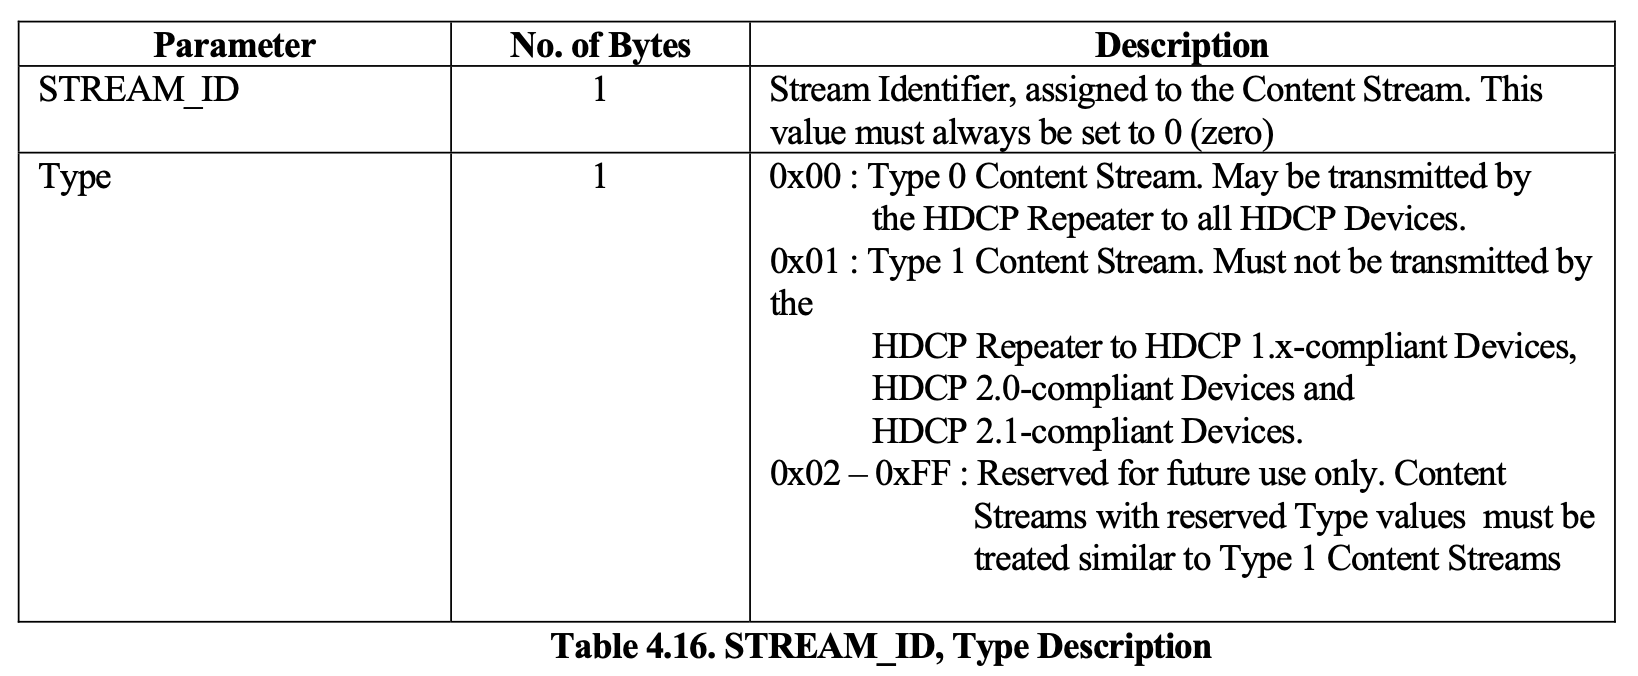 Parameter No. of Bytes Description
STREAM_ID 1 Stream Identifier, assigned to the Content Stream. This
value must always be set to 0 (zero)
Type 1 0x00 : Type 0 Content Stream. May be transmitted by
the HDCP Repeater to all HDCP Devices.
0x01 : Type 1 Content Stream. Must not be transmitted by
the
HDCP Repeater to HDCP 1.x-compliant Devices,
HDCP 2.0-compliant Devices and
HDCP 2.1-compliant Devices.
0x02 – 0xFF : Reserved for future use only. Content
Streams with reserved Type values  must be
treated similar to Type 1 Content Streams
Table 4.16. STREAM_ID, Type Description